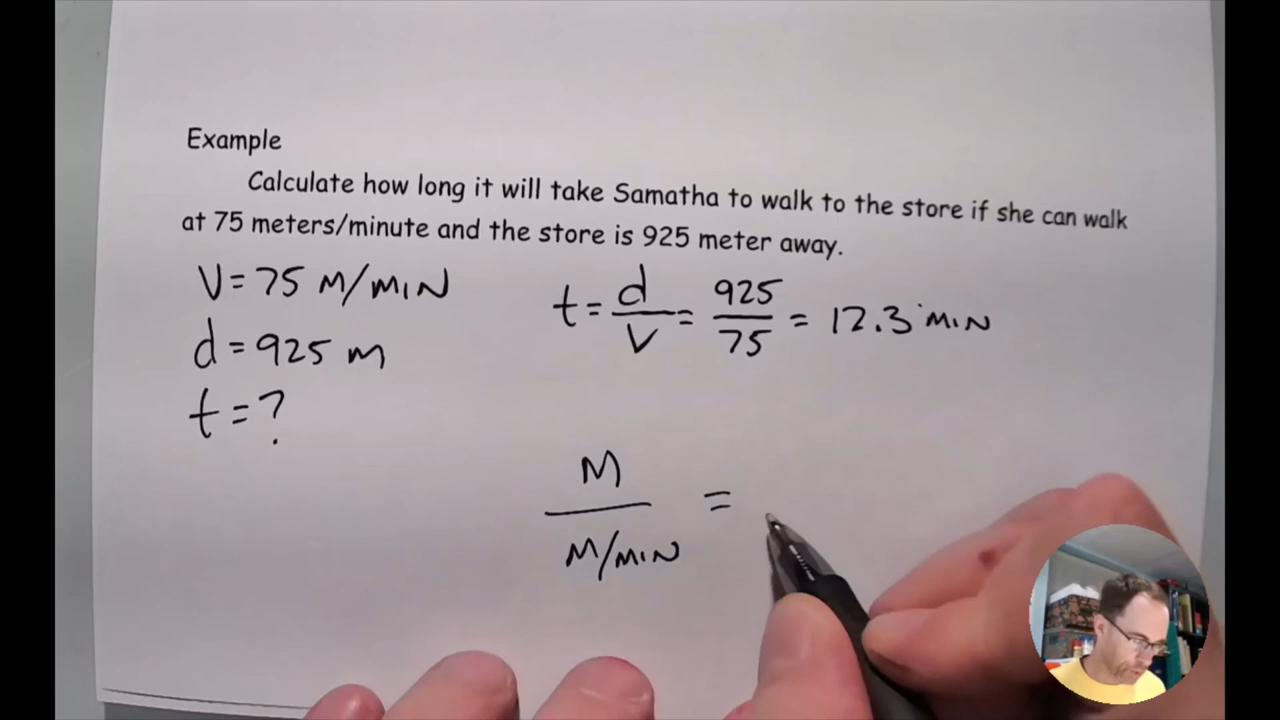 Example
Calculate how long it will take Samatha to walk to the store if she can walk
at 75 meters/minute and the store is 925 meter away.
V = 75 M/MIN
d = 925 m
t = ?
t = d/V = 925/75 = 12.3 MIN
M
M/MIN =